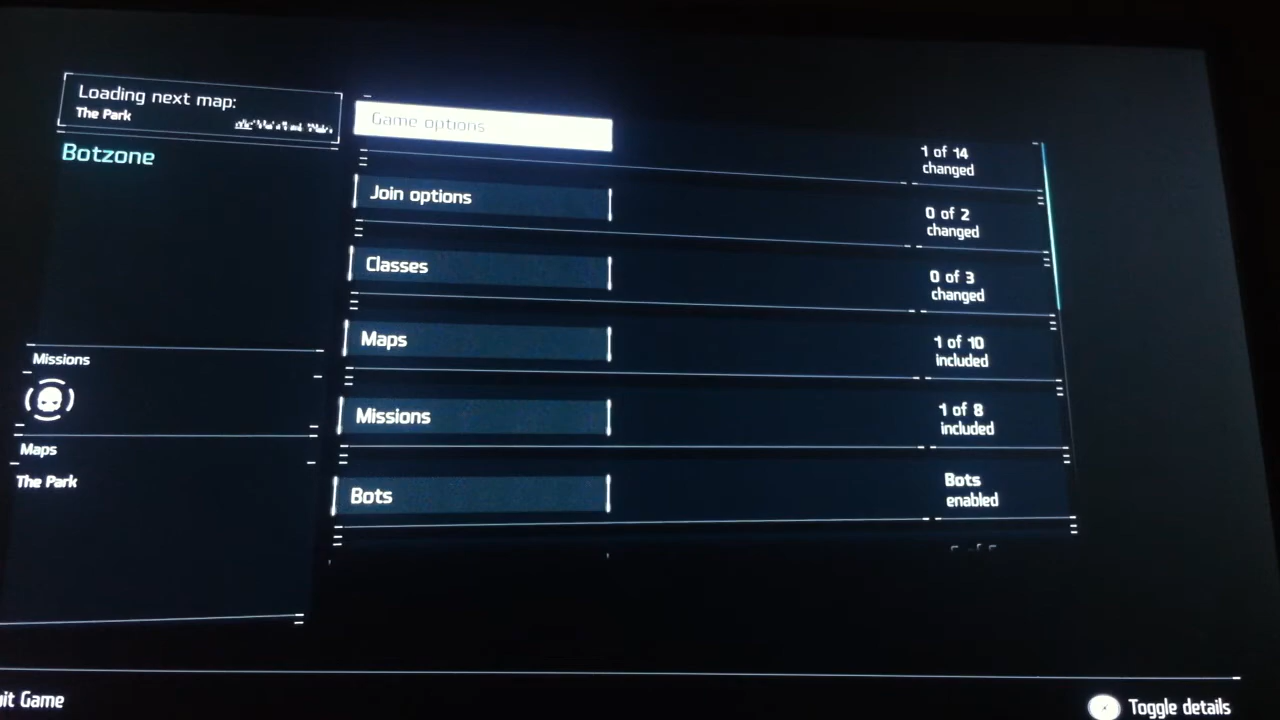 Loading next map:
The Park
Botzone
Missions
Maps
The Park
Game options
1 of 14
changed
Join options
0 of 2
changed
Classes
0 of 3
changed
Maps
1 of 10
included
Missions
1 of 8
included
Bots
Bots
enabled
Game
Toggle details